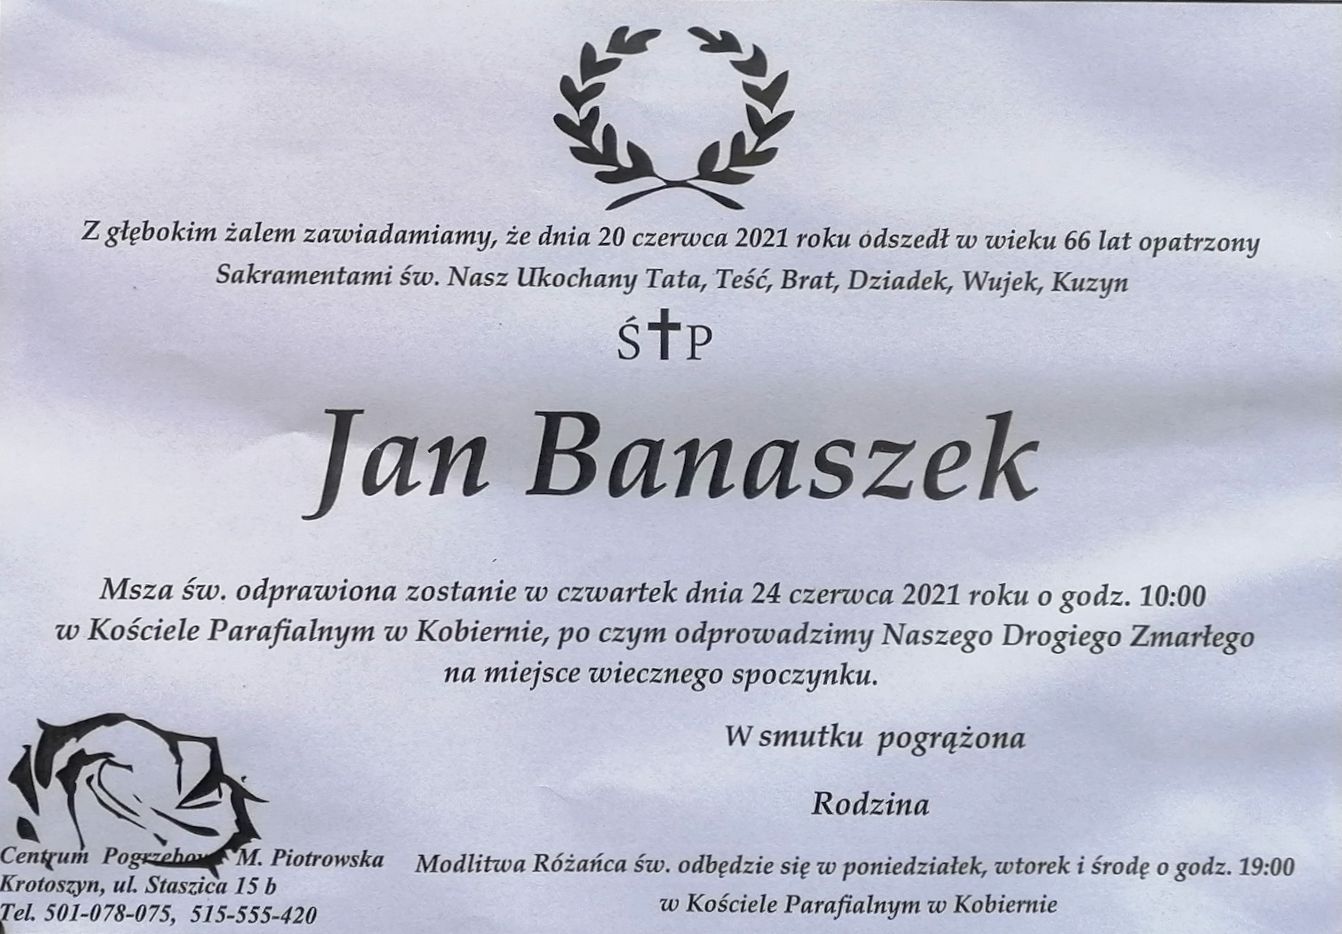 Z głębokim żalem zawiadamiamy, że dnia 20 czerwca 2021 roku odszedł w wieku 66 lat opatrzony
Sakramentami św. Nasz Ukochany Tata, Teść, Brat, Dziadek, Wujek, Kuzyn
Ś✝P
Jan Banaszek
Msza św. odprawiona zostanie w czwartek dnia 24 czerwca 2021 roku o godz. 10:00
w Kościele Parafialnym w Kobiernie, po czym odprowadzimy Naszego Drogiego Zmarłego
na miejsce wiecznego spoczynku.
W smutku pogrążona
Rodzina
Centrum Pogrzebowe M. Piotrowska
Krotoszyn, ul. Staszica 15 b
Tel. 501-078-075, 515-555-420
Modlitwa Różańca św. odbędzie się w poniedziałek, wtorek i środę o godz. 19:00
w Kościele Parafialnym w Kobiernie